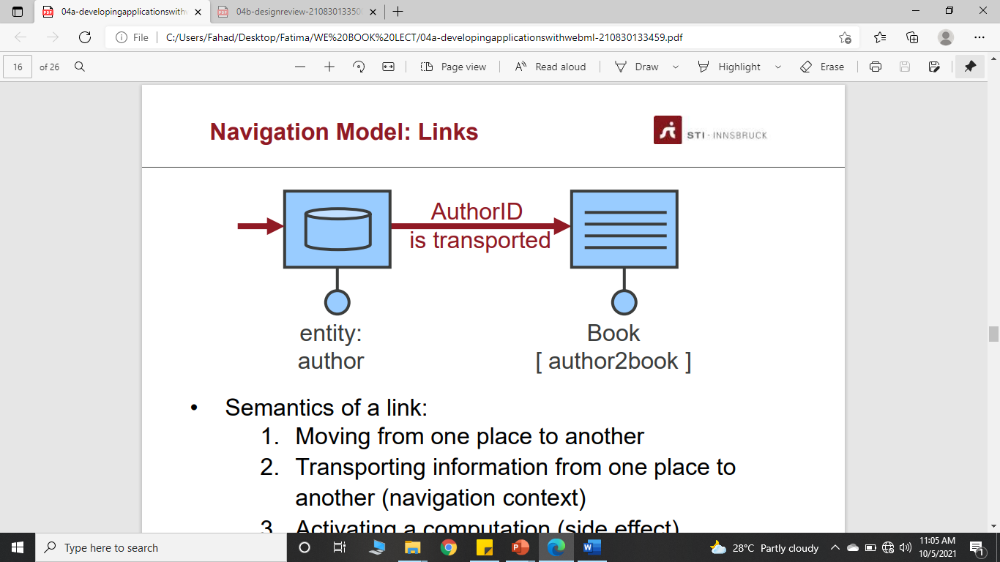 04a-developingapplicationswith
04b-designreview-21083013350
File
C:/Users/Fahad/Desktop/Fatima/WE%20BOOK%20LECT/04a-developingapplicationswithwebml-210830133459.pdf
16
of 26
Page view
Read aloud
Draw
Highlight
Erase
Navigation Model: Links
STI · INNSBRUCK
AuthorID
is transported
entity:
author
Book
[ author2book ]
• Semantics of a link:
1. Moving from one place to another
2. Transporting information from one place to
another (navigation context)
3. Activating a computation (side effect)
Type here to search
28°C Partly cloudy
11:05 AM
10/5/2021
1